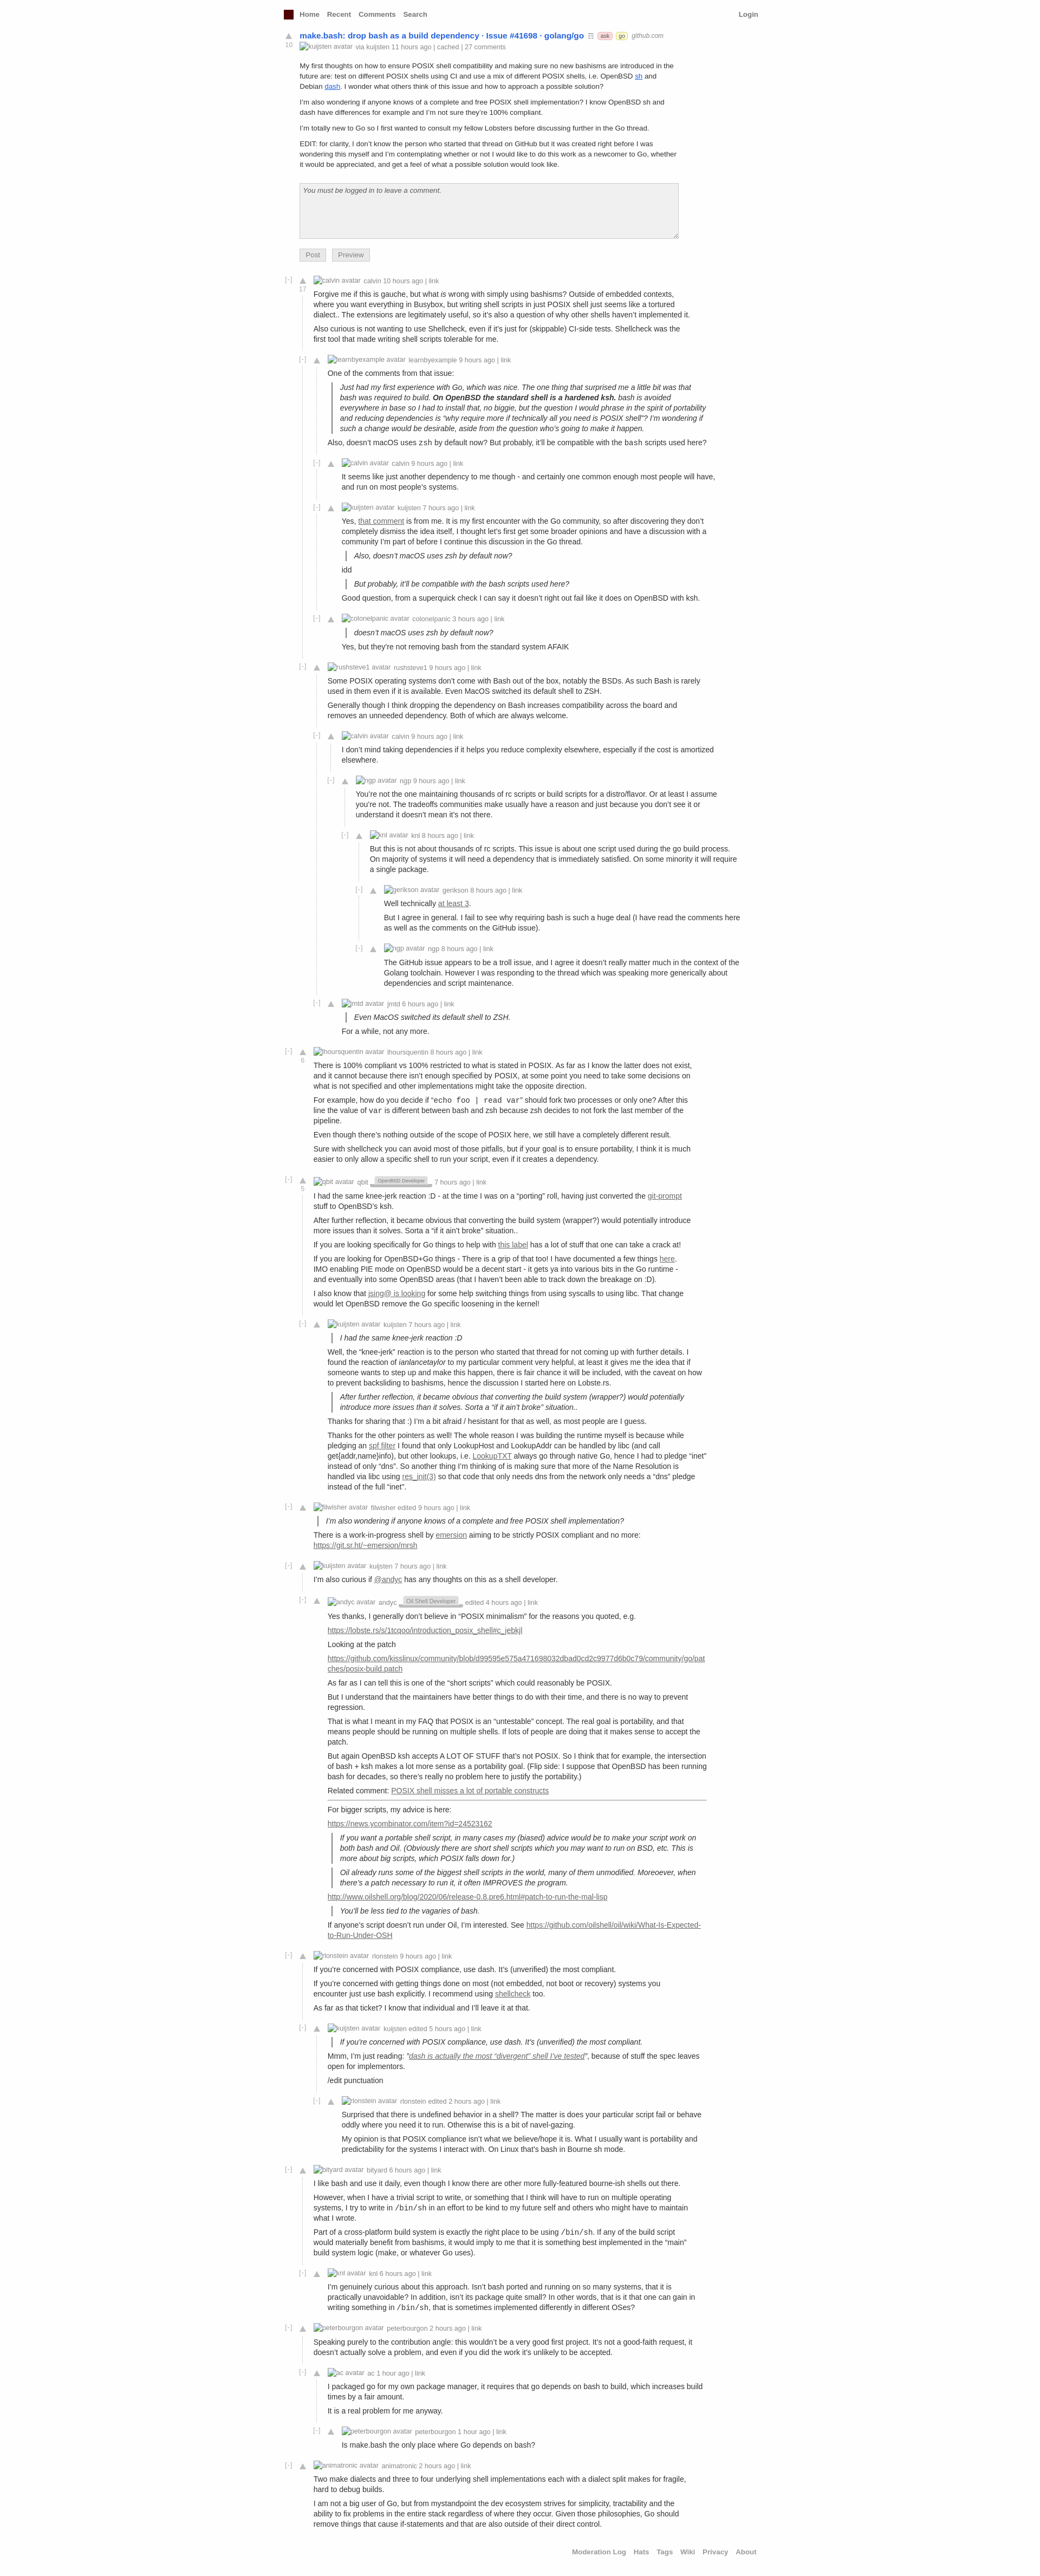 Home Recent Comments Search Login
make.bash: drop bash as a build dependency · Issue #41698 · golang/go ask go github.com
10
kuijsten avatar via kuijsten 11 hours ago | cached | 27 comments
My first thoughts on how to ensure POSIX shell compatibility and making sure no new bashisms are introduced in the
future are: test on different POSIX shells using CI and use a mix of different POSIX shells, i.e. OpenBSD sh and
Debian dash. I wonder what others think of this issue and how to approach a possible solution?
I’m also wondering if anyone knows of a complete and free POSIX shell implementation? I know OpenBSD sh and
dash have differences for example and I’m not sure they’re 100% compliant.
I’m totally new to Go so I first wanted to consult my fellow Lobsters before discussing further in the Go thread.
EDIT: for clarity, I don’t know the person who started that thread on GitHub but it was created right before I was
wondering this myself and I’m contemplating whether or not I would like to do this work as a newcomer to Go, whether
it would be appreciated, and get a feel of what a possible solution would look like.
You must be logged in to leave a comment.
Post Preview
[-] calvin avatar calvin 10 hours ago | link
17
Forgive me if this is gauche, but what is wrong with simply using bashisms? Outside of embedded contexts,
where you want everything in Busybox, but writing shell scripts in just POSIX shell just seems like a tortured
dialect.. The extensions are legitimately useful, so it’s also a question of why other shells haven’t implemented it.
Also curious is not wanting to use Shellcheck, even if it’s just for (skippable) CI-side tests. Shellcheck was the
first tool that made writing shell scripts tolerable for me.
[-] learnbyexample avatar learnbyexample 9 hours ago | link
One of the comments from that issue:
Just had my first experience with Go, which was nice. The one thing that surprised me a little bit was that
bash was required to build. On OpenBSD the standard shell is a hardened ksh. bash is avoided
everywhere in base so I had to install that, no biggie, but the question I would phrase in the spirit of portability
and reducing dependencies is “why require more if technically all you need is POSIX shell”? I’m wondering if
such a change would be desirable, aside from the question who’s going to make it happen.
Also, doesn’t macOS uses zsh by default now? But probably, it’ll be compatible with the bash scripts used here?
[-] calvin avatar calvin 9 hours ago | link
It seems like just another dependency to me though - and certainly one common enough most people will have,
and run on most people’s systems.
[-] kuijsten avatar kuijsten 7 hours ago | link
Yes, that comment is from me. It is my first encounter with the Go community, so after discovering they don’t
completely dismiss the idea itself, I thought let’s first get some broader opinions and have a discussion with a
community I’m part of before I continue this discussion in the Go thread.
Also, doesn’t macOS uses zsh by default now?
idd
But probably, it’ll be compatible with the bash scripts used here?
Good question, from a superquick check I can say it doesn’t right out fail like it does on OpenBSD with ksh.
[-] colonelpanic avatar colonelpanic 3 hours ago | link
doesn’t macOS uses zsh by default now?
Yes, but they’re not removing bash from the standard system AFAIK
[-] rushsteve1 avatar rushsteve1 9 hours ago | link
Some POSIX operating systems don’t come with Bash out of the box, notably the BSDs. As such Bash is rarely
used in them even if it is available. Even MacOS switched its default shell to ZSH.
Generally though I think dropping the dependency on Bash increases compatibility across the board and
removes an unneeded dependency. Both of which are always welcome.
[-] calvin avatar calvin 9 hours ago | link
I don’t mind taking dependencies if it helps you reduce complexity elsewhere, especially if the cost is amortized
elsewhere.
[-] ngp avatar ngp 9 hours ago | link
You’re not the one maintaining thousands of rc scripts or build scripts for a distro/flavor. Or at least I assume
you’re not. The tradeoffs communities make usually have a reason and just because you don’t see it or
understand it doesn’t mean it’s not there.
[-] knl avatar knl 8 hours ago | link
But this is not about thousands of rc scripts. This issue is about one script used during the go build process.
On majority of systems it will need a dependency that is immediately satisfied. On some minority it will require
a single package.
[-] gerikson avatar gerikson 8 hours ago | link
Well technically at least 3.
But I agree in general. I fail to see why requiring bash is such a huge deal (I have read the comments here
as well as the comments on the GitHub issue).
[-] ngp avatar ngp 8 hours ago | link
The GitHub issue appears to be a troll issue, and I agree it doesn’t really matter much in the context of the
Golang toolchain. However I was responding to the thread which was speaking more generically about
dependencies and script maintenance.
[-] jmtd avatar jmtd 6 hours ago | link
Even MacOS switched its default shell to ZSH.
For a while, not any more.
[-] lhoursquentin avatar lhoursquentin 8 hours ago | link
6
There is 100% compliant vs 100% restricted to what is stated in POSIX. As far as I know the latter does not exist,
and it cannot because there isn’t enough specified by POSIX, at some point you need to take some decisions on
what is not specified and other implementations might take the opposite direction.
For example, how do you decide if “echo foo | read var” should fork two processes or only one? After this
line the value of var is different between bash and zsh because zsh decides to not fork the last member of the
pipeline.
Even though there’s nothing outside of the scope of POSIX here, we still have a completely different result.
Sure with shellcheck you can avoid most of those pitfalls, but if your goal is to ensure portability, I think it is much
easier to only allow a specific shell to run your script, even if it creates a dependency.
[-] qbit avatar qbit OpenBSD Developer 7 hours ago | link
5
I had the same knee-jerk reaction :D - at the time I was on a “porting” roll, having just converted the git-prompt
stuff to OpenBSD’s ksh.
After further reflection, it became obvious that converting the build system (wrapper?) would potentially introduce
more issues than it solves. Sorta a “if it ain’t broke” situation..
If you are looking specifically for Go things to help with this label has a lot of stuff that one can take a crack at!
If you are looking for OpenBSD+Go things - There is a grip of that too! I have documented a few things here.
IMO enabling PIE mode on OpenBSD would be a decent start - it gets ya into various bits in the Go runtime -
and eventually into some OpenBSD areas (that I haven’t been able to track down the breakage on :D).
I also know that jsing@ is looking for some help switching things from using syscalls to using libc. That change
would let OpenBSD remove the Go specific loosening in the kernel!
[-] kuijsten avatar kuijsten 7 hours ago | link
I had the same knee-jerk reaction :D
Well, the “knee-jerk” reaction is to the person who started that thread for not coming up with further details. I
found the reaction of ianlancetaylor to my particular comment very helpful, at least it gives me the idea that if
someone wants to step up and make this happen, there is fair chance it will be included, with the caveat on how
to prevent backsliding to bashisms, hence the discussion I started here on Lobste.rs.
After further reflection, it became obvious that converting the build system (wrapper?) would potentially
introduce more issues than it solves. Sorta a “if it ain’t broke” situation..
Thanks for sharing that :) I’m a bit afraid / hesistant for that as well, as most people are I guess.
Thanks for the other pointers as well! The whole reason I was building the runtime myself is because while
pledging an spf filter I found that only LookupHost and LookupAddr can be handled by libc (and call
get{addr,name}info), but other lookups, i.e. LookupTXT always go through native Go, hence I had to pledge “inet”
instead of only “dns”. So another thing I’m thinking of is making sure that more of the Name Resolution is
handled via libc using res_init(3) so that code that only needs dns from the network only needs a “dns” pledge
instead of the full “inet”.
[-] filwisher avatar filwisher edited 9 hours ago | link
I’m also wondering if anyone knows of a complete and free POSIX shell implementation?
There is a work-in-progress shell by emersion aiming to be strictly POSIX compliant and no more:
https://git.sr.ht/~emersion/mrsh
[-] kuijsten avatar kuijsten 7 hours ago | link
I’m also curious if @andyc has any thoughts on this as a shell developer.
[-] andyc avatar andyc Oil Shell Developer edited 4 hours ago | link
Yes thanks, I generally don’t believe in “POSIX minimalism” for the reasons you quoted, e.g.
https://lobste.rs/s/1tcqoo/introduction_posix_shell#c_jebkjl
Looking at the patch
https://github.com/kisslinux/community/blob/d99595e575a471698032dbad0cd2c9977d6b0c79/community/go/pat
ches/posix-build.patch
As far as I can tell this is one of the “short scripts” which could reasonably be POSIX.
But I understand that the maintainers have better things to do with their time, and there is no way to prevent
regression.
That is what I meant in my FAQ that POSIX is an “untestable” concept. The real goal is portability, and that
means people should be running on multiple shells. If lots of people are doing that it makes sense to accept the
patch.
But again OpenBSD ksh accepts A LOT OF STUFF that’s not POSIX. So I think that for example, the intersection
of bash + ksh makes a lot more sense as a portability goal. (Flip side: I suppose that OpenBSD has been running
bash for decades, so there’s really no problem here to justify the portability.)
Related comment: POSIX shell misses a lot of portable constructs
For bigger scripts, my advice is here:
https://news.ycombinator.com/item?id=24523162
If you want a portable shell script, in many cases my (biased) advice would be to make your script work on
both bash and Oil. (Obviously there are short shell scripts which you may want to run on BSD, etc. This is
more about big scripts, which POSIX falls down for.)
Oil already runs some of the biggest shell scripts in the world, many of them unmodified. Moreoever, when
there’s a patch necessary to run it, it often IMPROVES the program.
http://www.oilshell.org/blog/2020/06/release-0.8.pre6.html#patch-to-run-the-mal-lisp
You’ll be less tied to the vagaries of bash.
If anyone’s script doesn’t run under Oil, I’m interested. See https://github.com/oilshell/oil/wiki/What-Is-Expected-
to-Run-Under-OSH
[-] rlonstein avatar rlonstein 9 hours ago | link
If you’re concerned with POSIX compliance, use dash. It’s (unverified) the most compliant.
If you’re concerned with getting things done on most (not embedded, not boot or recovery) systems you
encounter just use bash explicitly. I recommend using shellcheck too.
As far as that ticket? I know that individual and I’ll leave it at that.
[-] kuijsten avatar kuijsten edited 5 hours ago | link
If you’re concerned with POSIX compliance, use dash. It’s (unverified) the most compliant.
Mmm, I’m just reading: “dash is actually the most “divergent” shell I’ve tested”, because of stuff the spec leaves
open for implementors.
/edit punctuation
[-] rlonstein avatar rlonstein edited 2 hours ago | link
Surprised that there is undefined behavior in a shell? The matter is does your particular script fail or behave
oddly where you need it to run. Otherwise this is a bit of navel-gazing.
My opinion is that POSIX compliance isn’t what we believe/hope it is. What I usually want is portability and
predictability for the systems I interact with. On Linux that’s bash in Bourne sh mode.
[-] bityard avatar bityard 6 hours ago | link
I like bash and use it daily, even though I know there are other more fully-featured bourne-ish shells out there.
However, when I have a trivial script to write, or something that I think will have to run on multiple operating
systems, I try to write in /bin/sh in an effort to be kind to my future self and others who might have to maintain
what I wrote.
Part of a cross-platform build system is exactly the right place to be using /bin/sh. If any of the build script
would materially benefit from bashisms, it would imply to me that it is something best implemented in the “main”
build system logic (make, or whatever Go uses).
[-] knl avatar knl 6 hours ago | link
I’m genuinely curious about this approach. Isn’t bash ported and running on so many systems, that it is
practically unavoidable? In addition, isn’t its package quite small? In other words, that is it that one can gain in
writing something in /bin/sh, that is sometimes implemented differently in different OSes?
[-] peterbourgon avatar peterbourgon 2 hours ago | link
Speaking purely to the contribution angle: this wouldn’t be a very good first project. It’s not a good-faith request, it
doesn’t actually solve a problem, and even if you did the work it’s unlikely to be accepted.
[-] ac avatar ac 1 hour ago | link
I packaged go for my own package manager, it requires that go depends on bash to build, which increases build
times by a fair amount.
It is a real problem for me anyway.
[-] peterbourgon avatar peterbourgon 1 hour ago | link
Is make.bash the only place where Go depends on bash?
[-] animatronic avatar animatronic 2 hours ago | link
Two make dialects and three to four underlying shell implementations each with a dialect split makes for fragile,
hard to debug builds.
I am not a big user of Go, but from mystandpoint the dev ecosystem strives for simplicity, tractability and the
ability to fix problems in the entire stack regardless of where they occur. Given those philosophies, Go should
remove things that cause if-statements and that are also outside of their direct control.
Moderation Log Hats Tags Wiki Privacy About